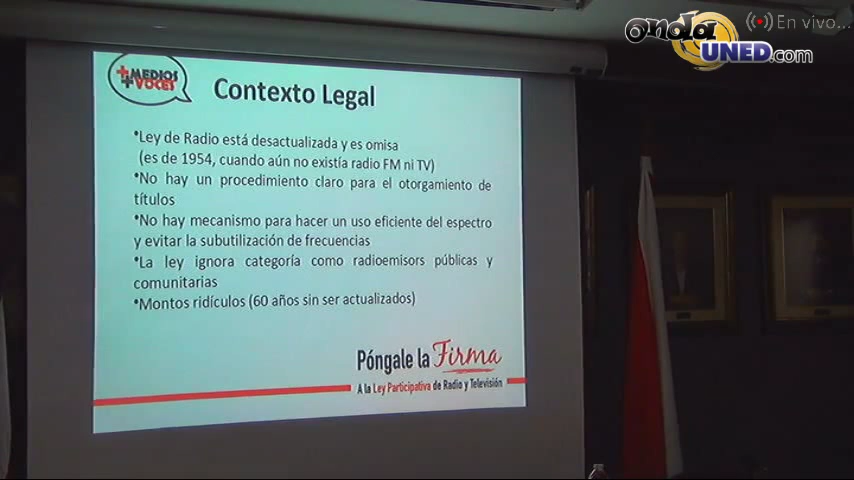 onda
UNED.com
En vivo...
+MEDIOS
+VOCES
Contexto Legal
•Ley de Radio está desactualizada y es omisa
(es de 1954, cuando aún no existía radio FM ni TV)
•No hay un procedimiento claro para el otorgamiento de
títulos
•No hay mecanismo para hacer un uso eficiente del espectro
y evitar la subutilización de frecuencias
•La ley ignora categoría como radioemisors públicas y
comunitarias
•Montos ridículos (60 años sin ser actualizados)
Póngale la Firma
A la Ley Participativa de Radio y Televisión